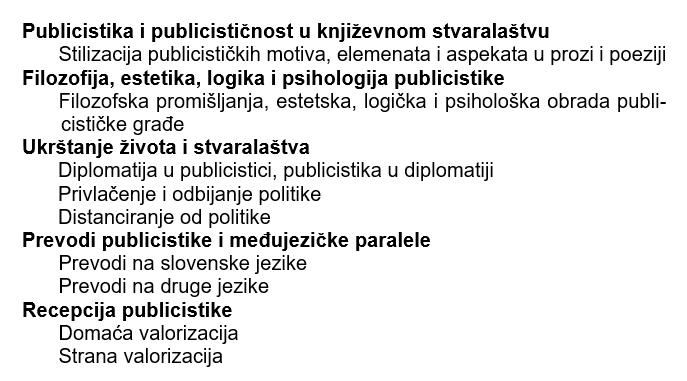 Publicistika i publicističnost u književnom stvaralaštvu
Stilizacija publicističkih motiva, elemenata i aspekata u prozi i poeziji
Filozofija, estetika, logika i psihologija publicistike
Filozofska promišljanja, estetska, logička i psihološka obrada publi-
cističke građe
Ukrštanje života i stvaralaštva
Diplomatija u publicistici, publicistika u diplomatiji
Privlačenje i odbijanje politike
Distanciranje od politike
Prevodi publicistike i međujezičke paralele
Prevodi na slovenske jezike
Prevodi na druge jezike
Recepcija publicistike
Domaća valorizacija
Strana valorizacija